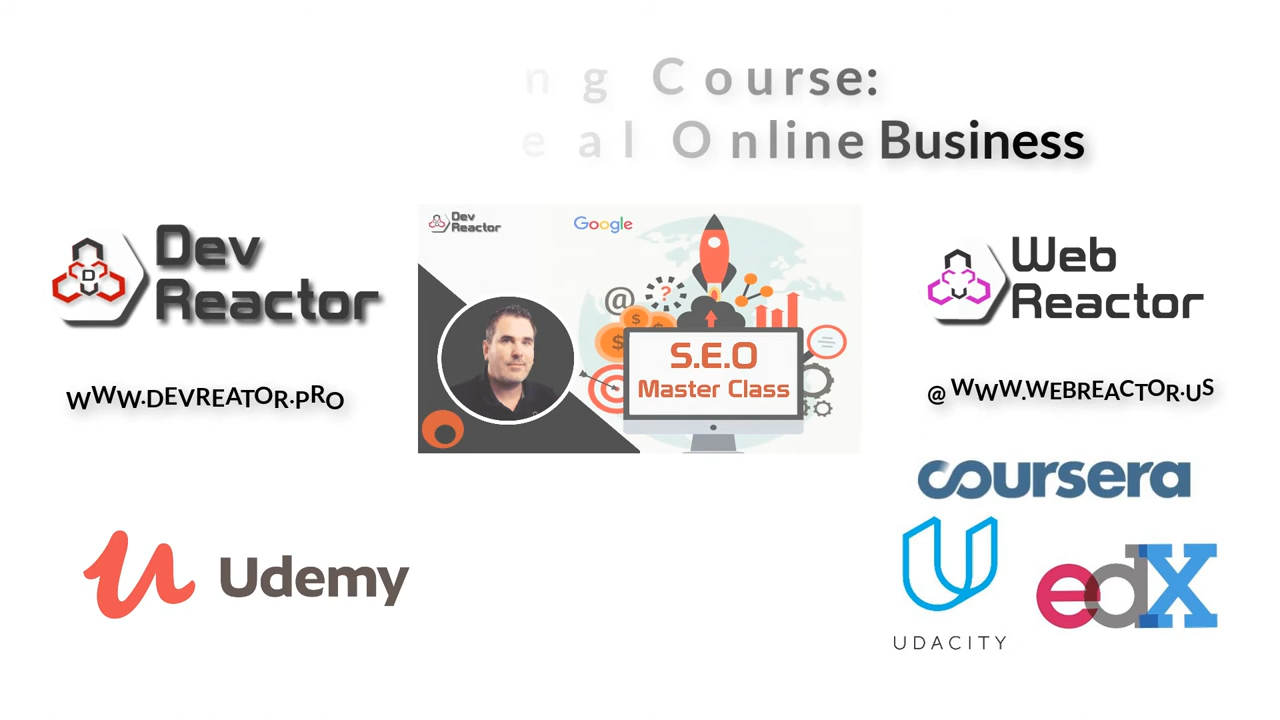 ng Course:
eal Online Business
Dev
Reactor
WWW.DEVREATOR.PRO
Dev
Reactor
Google
@
?
$
$
$
S.E.O
Master Class
Web
Reactor
@ WWW.WEBREACTOR.US
Udemy
coursera
UDACITY
edX